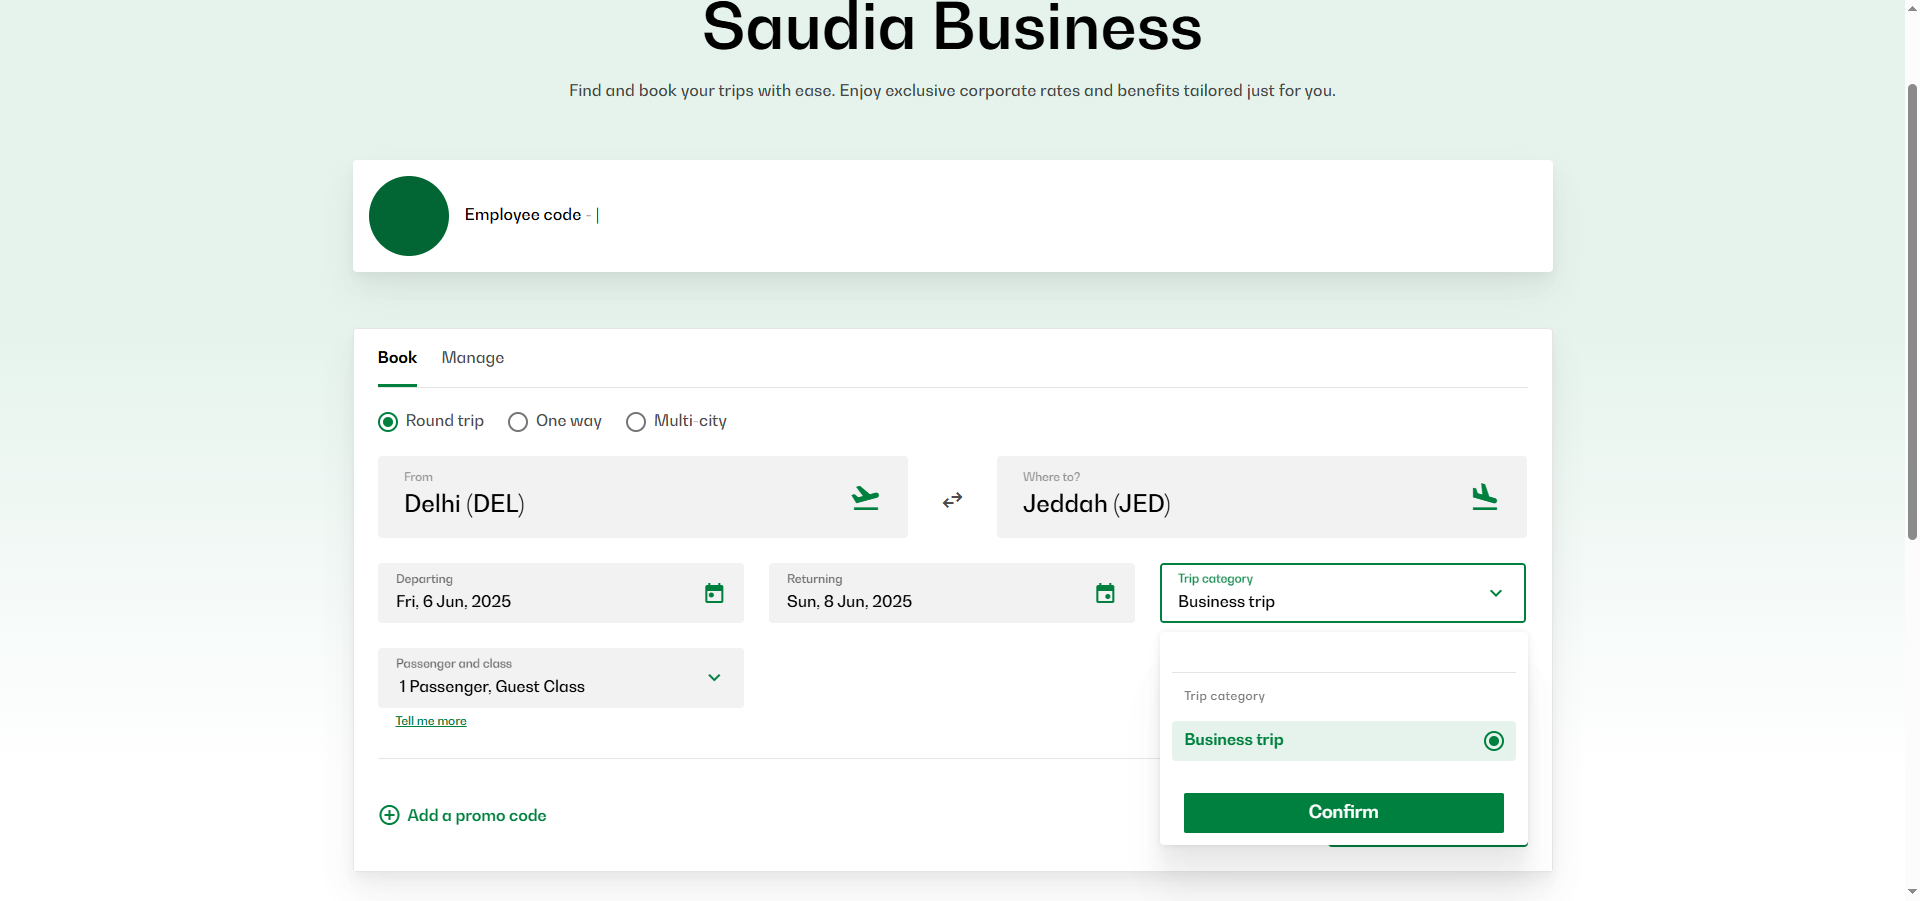 Saudia Business
Find and book your trips with ease. Enjoy exclusive corporate rates and benefits tailored just for you.
Employee code - |
Book Manage
Round trip One way Multi-city
From
Delhi (DEL)
Where to?
Jeddah (JED)
Departing
Fri, 6 Jun, 2025
Returning
Sun, 8 Jun, 2025
Trip category
Business trip
Passenger and class
1 Passenger, Guest Class
Tell me more
Trip category
Business trip
Confirm
Add a promo code